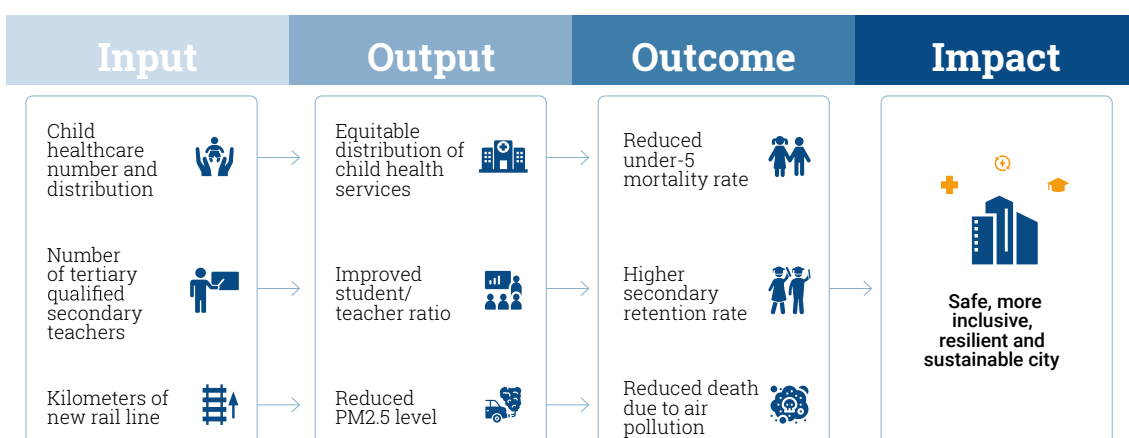 Input
Output
Outcome
Impact
Child
healthcare
number and
distribution
Equitable
distribution of
child health
services
Reduced
under-5
mortality rate
Number
of tertiary
qualified
secondary
teachers
Improved
student/
teacher ratio
Higher
secondary
retention rate
Safe, more
inclusive,
resilient and
sustainable city
Kilometers of
new rail line
Reduced
PM2.5 level
Reduced death
due to air
pollution